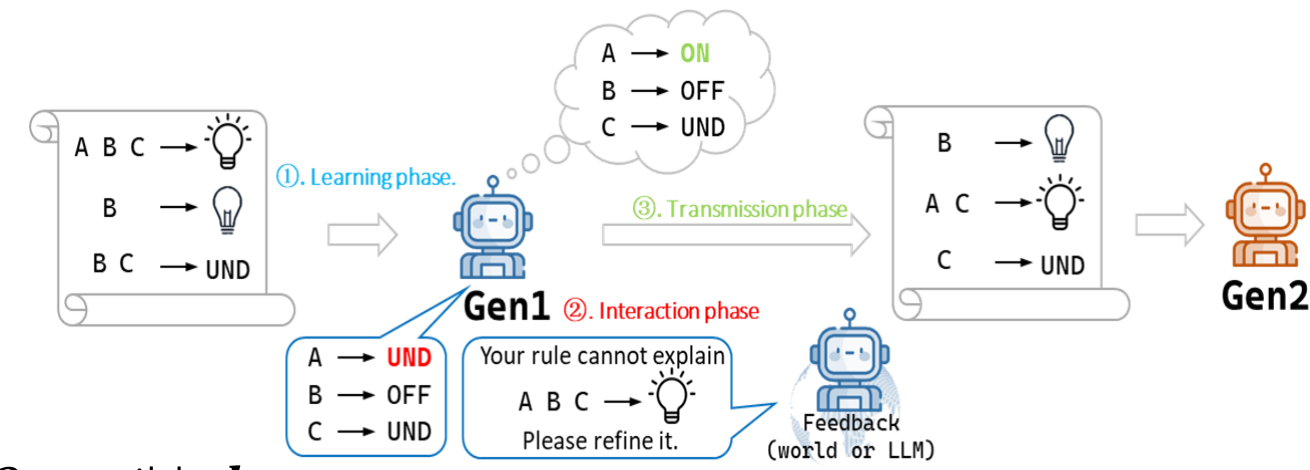 A B C →
B →
B C → UND
①. Learning phase.
A → ON
B → OFF
C → UND
Gen1
②. Interaction phase
A → UND
B → OFF
C → UND
Your rule cannot explain
A B C →
Please refine it.
Feedback
(world or LLM)
③. Transmission phase
B →
A C →
C → UND
Gen2